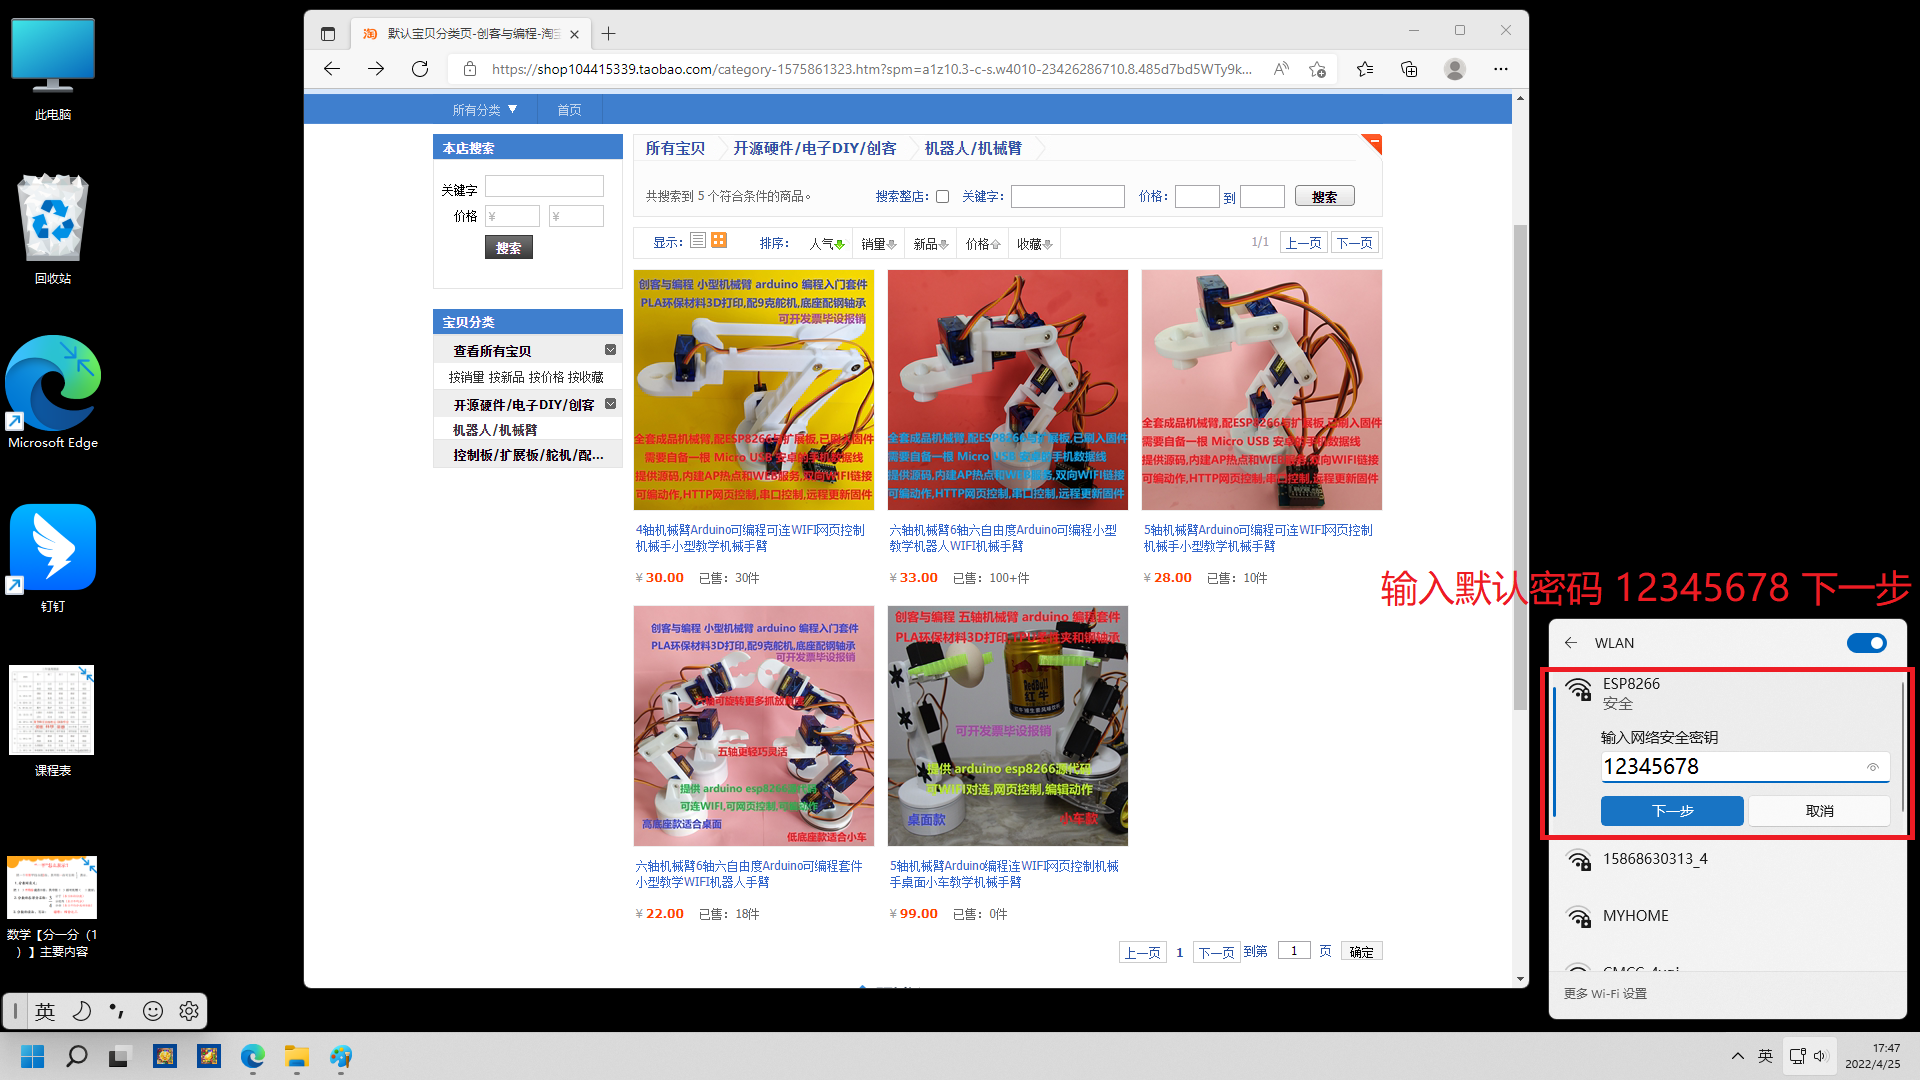 此电脑
回收站
Microsoft Edge
钉钉
课程表
数学【分一分（1
）】主要内容
默认宝贝分类页-创客与编程-淘宝
https://shop104415339.taobao.com/category-1575861323.htm?spm=a1z10.3-c-s.w4010-23426286710.8.485d7bd5WTy9k...
所有分类 ▼ 首页
本店搜索
关键字
价格 ¥ ¥
搜索
宝贝分类
查看所有宝贝
按销量 按新品 按价格 按收藏
开源硬件/电子DIY/创客
机器人/机械臂
控制板/扩展板/舵机/配...
所有宝贝 开源硬件/电子DIY/创客 机器人/机械臂
共搜索到 5 个符合条件的商品。 搜索整店: 关键字: 价格: 到 搜索
显示: 排序: 人气 销量 新品 价格 收藏 1/1 上一页 下一页
创客与编程 小型机械臂 arduino 编程入门套件
PLA环保材料3D打印,配9克舵机,底座配钢轴承
可开发票毕设报销
全套成品机械臂,配ESP8266与扩展板,已刷入固件
需要自备一根 Micro USB 安卓的手机数据线
提供源码,内建AP热点和WEB服务,双向WIFI链接
可编动作,HTTP网页控制,串口控制,远程更新固件
全套成品机械臂,配ESP8266与扩展板,已刷入固件
需要自备一根 Micro USB 安卓的手机数据线
提供源码,内建AP热点和WEB服务,双向WIFI链接
可编动作,HTTP网页控制,串口控制,远程更新固件
全套成品机械臂,配ESP8266与扩展板,已刷入固件
需要自备一根 Micro USB 安卓的手机数据线
提供源码,内建AP热点和WEB服务,双向WIFI链接
可编动作,HTTP网页控制,串口控制,远程更新固件
4轴机械臂Arduino可编程可连WIFI网页控制
机械手小型教学机械手臂
¥ 30.00 已售: 30件
六轴机械臂6轴六自由度Arduino可编程小型
教学机器人WIFI机械手臂
¥ 33.00 已售: 100+件
5轴机械臂Arduino可编程可连WIFI网页控制
机械手小型教学机械手臂
¥ 28.00 已售: 10件
创客与编程 小型机械臂 arduino 编程入门套件
PLA环保材料3D打印,配9克舵机,底座配钢轴承
可开发票毕设报销
六轴可旋转更多抓放角度
五轴更轻巧灵活
提供 arduino esp8266源代码
可连WIFI,可网页控制,可编动作
高底座款适合桌面
低底座款适合小车
创客与编程 五轴机械臂 arduino 编程套件
PLA环保材料3D打印,TPU柔性夹和钢轴承
RedBull
红牛
可开发票毕设报销
提供 arduino esp8266源代码
可WIFI对连,网页控制,编辑动作
桌面款
小车款
六轴机械臂6轴六自由度Arduino可编程套件
小型教学WIFI机器人手臂
¥ 22.00 已售: 18件
5轴机械臂Arduino编程连WIFI网页控制机械
手桌面小车教学机械手臂
¥ 99.00 已售: 0件
上一页 1 下一页 到第 1 页 确定
输入默认密码 12345678 下一步
WLAN
ESP8266
安全
输入网络安全密钥
12345678
下一步 取消
15868630313_4
MYHOME
更多 Wi-Fi 设置
英
英
17:47
2022/4/25